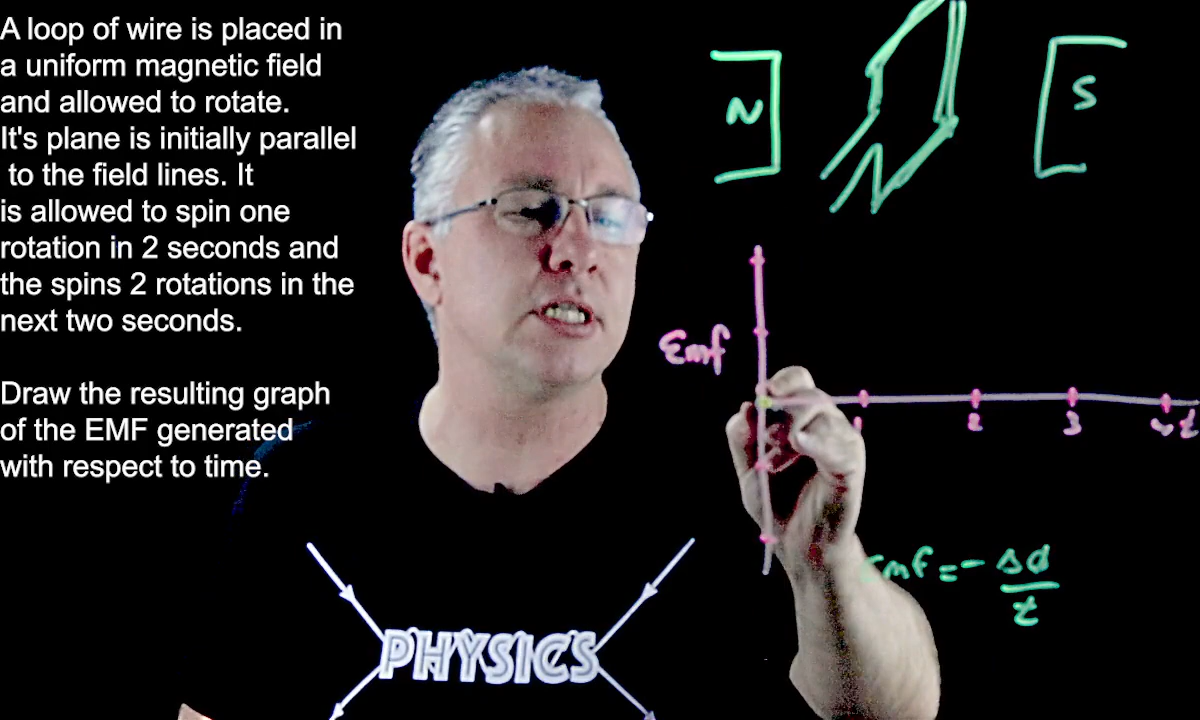 A loop of wire is placed in
a uniform magnetic field
and allowed to rotate.
It's plane is initially parallel
to the field lines. It
is allowed to spin one
rotation in 2 seconds and
the spins 2 rotations in the
next two seconds.
Draw the resulting graph
of the EMF generated
with respect to time.
N
S
Emf
1 2 3 4 t
Emf = - Δφ
t
PHYSICS